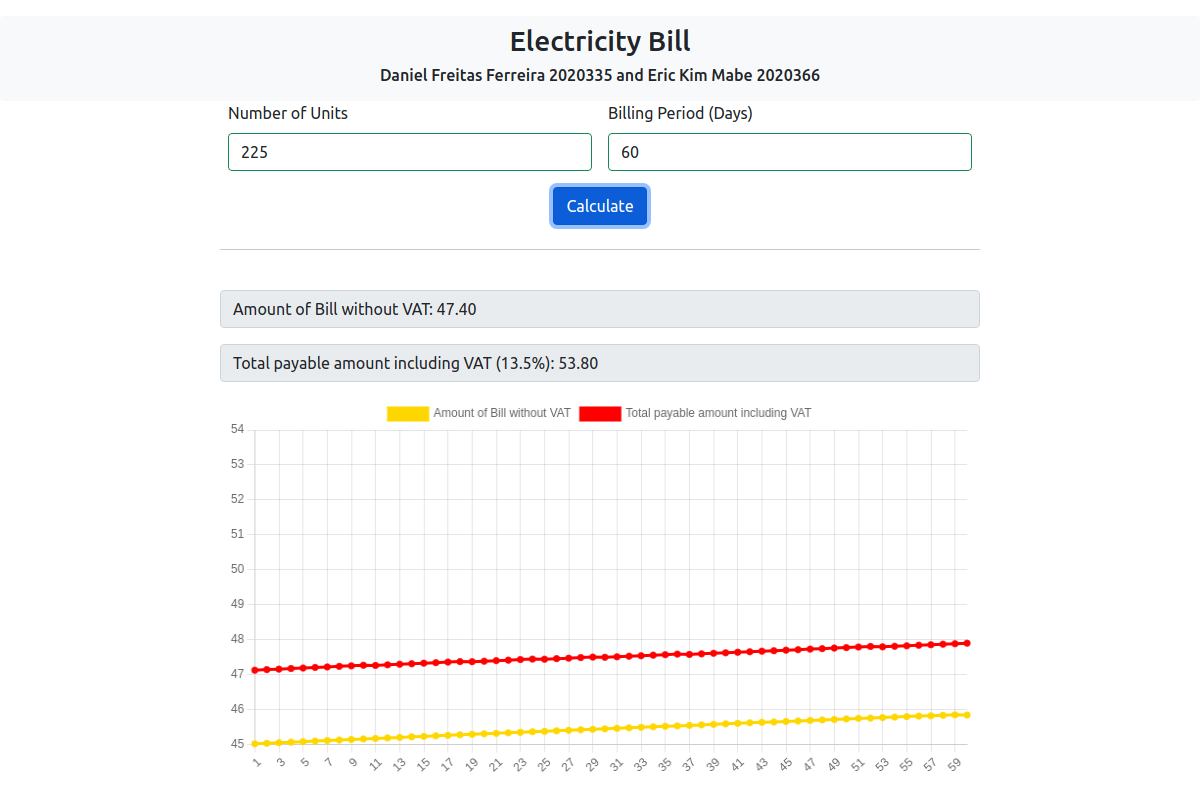 Electricity Bill
Daniel Freitas Ferreira 2020335 and Eric Kim Mabe 2020366
Number of Units
Billing Period (Days)
225
60
Calculate
Amount of Bill without VAT: 47.40
Total payable amount including VAT (13.5%): 53.80
Amount of Bill without VAT
Total payable amount including VAT
54
53
52
51
50
49
48
47
46
45
1 3 5 7 9 11 13 15 17 19 21 23 25 27 29 31 33 35 37 39 41 43 45 47 49 51 53 55 57 59